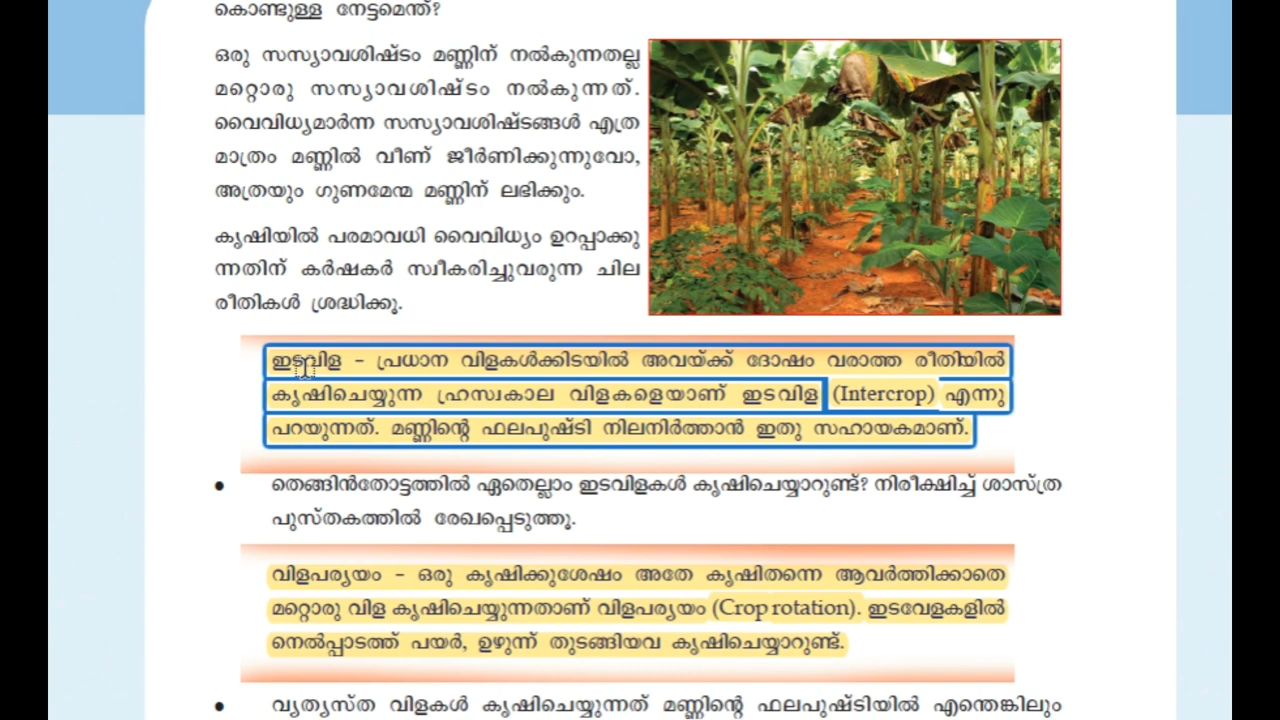 കൊണ്ടുള്ള നേട്ടമെന്ത്?
ഒരു സസ്യാവശിഷ്ടം മണ്ണിന് നൽകുന്നതല്ല
മറ്റൊരു സസ്യാവശിഷ്ടം നൽകുന്നത്.
വൈവിധ്യമാർന്ന സസ്യാവശിഷ്ടങ്ങൾ എത്ര
മാത്രം മണ്ണിൽ വീണ് ജീർണിക്കുന്നുവോ,
അത്രയും ഗുണമേന്മ മണ്ണിന് ലഭിക്കും.
കൃഷിയിൽ പരമാവധി വൈവിധ്യം ഉറപ്പാക്കു
ന്നതിന് കർഷകർ സ്വീകരിച്ചുവരുന്ന ചില
രീതികൾ ശ്രദ്ധിക്കൂ.
ഇടവിള - പ്രധാന വിളകൾക്കിടയിൽ അവയ്ക്ക് ദോഷം വരാത്ത രീതിയിൽ
കൃഷിചെയ്യുന്ന ഹ്രസ്വകാല വിളകളെയാണ് ഇടവിള (Intercrop) എന്നു
പറയുന്നത്. മണ്ണിന്റെ ഫലപുഷ്ടി നിലനിർത്താൻ ഇതു സഹായകമാണ്.
● തെങ്ങിൻതോട്ടത്തിൽ ഏതെല്ലാം ഇടവിളകൾ കൃഷിചെയ്യാറുണ്ട്? നിരീക്ഷിച്ച് ശാസ്ത്ര
പുസ്തകത്തിൽ രേഖപ്പെടുത്തൂ.
വിളപര്യയം - ഒരു കൃഷിക്കുശേഷം അതേ കൃഷിതന്നെ ആവർത്തിക്കാതെ
മറ്റൊരു വിള കൃഷിചെയ്യുന്നതാണ് വിളപര്യയം (Crop rotation). ഇടവേളകളിൽ
നെൽപ്പാടത്ത് പയർ, ഉഴുന്ന് തുടങ്ങിയവ കൃഷിചെയ്യാറുണ്ട്.
● വ്യത്യസ്ത വിളകൾ കൃഷിചെയ്യുന്നത് മണ്ണിന്റെ ഫലപുഷ്ടിയിൽ എന്തെങ്കിലും